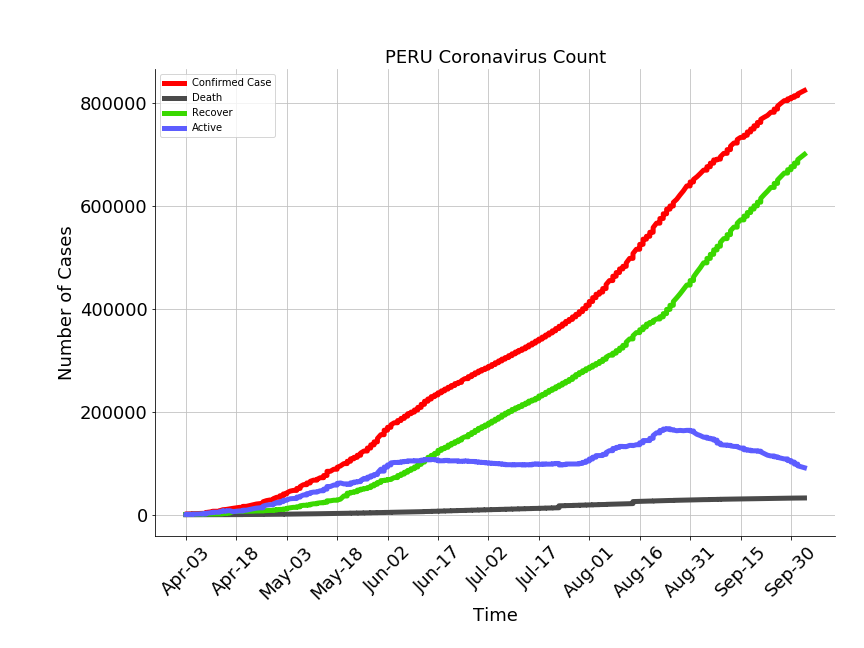 PERU Coronavirus Count
Confirmed Case
Death
Recover
Active
Number of Cases
800000
600000
400000
200000
0
Apr-03
Apr-18
May-03
May-18
Jun-02
Jun-17
Jul-02
Jul-17
Aug-01
Aug-16
Aug-31
Sep-15
Sep-30
Time